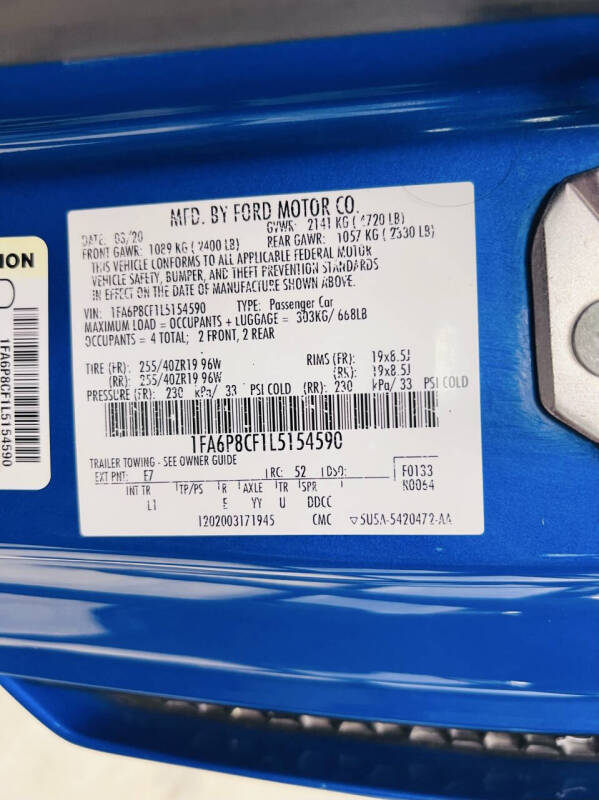 MFD. BY FORD MOTOR CO.
DATE: 03/20 GVWR: 2141 KG ( 4720 LB)
FRONT GAWR: 1089 KG ( 2400 LB) REAR GAWR: 1057 KG ( 2330 LB)
THIS VEHICLE CONFORMS TO ALL APPLICABLE FEDERAL MOTOR
VEHICLE SAFETY, BUMPER, AND THEFT PREVENTION STANDARDS
IN EFFECT ON THE DATE OF MANUFACTURE SHOWN ABOVE.
VIN: 1FA6P8CF1L5154590 TYPE: Passenger Car
MAXIMUM LOAD = OCCUPANTS + LUGGAGE = 303KG/ 668LB
OCCUPANTS = 4 TOTAL; 2 FRONT, 2 REAR
TIRE (FR): 255/40ZR19 96W RIMS (FR): 19x8.5J
(RR): 255/40ZR19 96W (RR): 19x8.5J
PRESSURE (FR): 230 kPa/ 33 PSI COLD (RR): 230 kPa/ 33 PSI COLD
1FA6P8CF1L5154590
TRAILER TOWING - SEE OWNER GUIDE
EXT PNT: E7 RC: 52 DSO: F0133
INT TR TP/PS R AXLE TR SPR R0064
L1 E YY U DDCC
1202003171945 CMC ▽5U5A-5420472-AA
ION
1FA6P8CF1L5154590